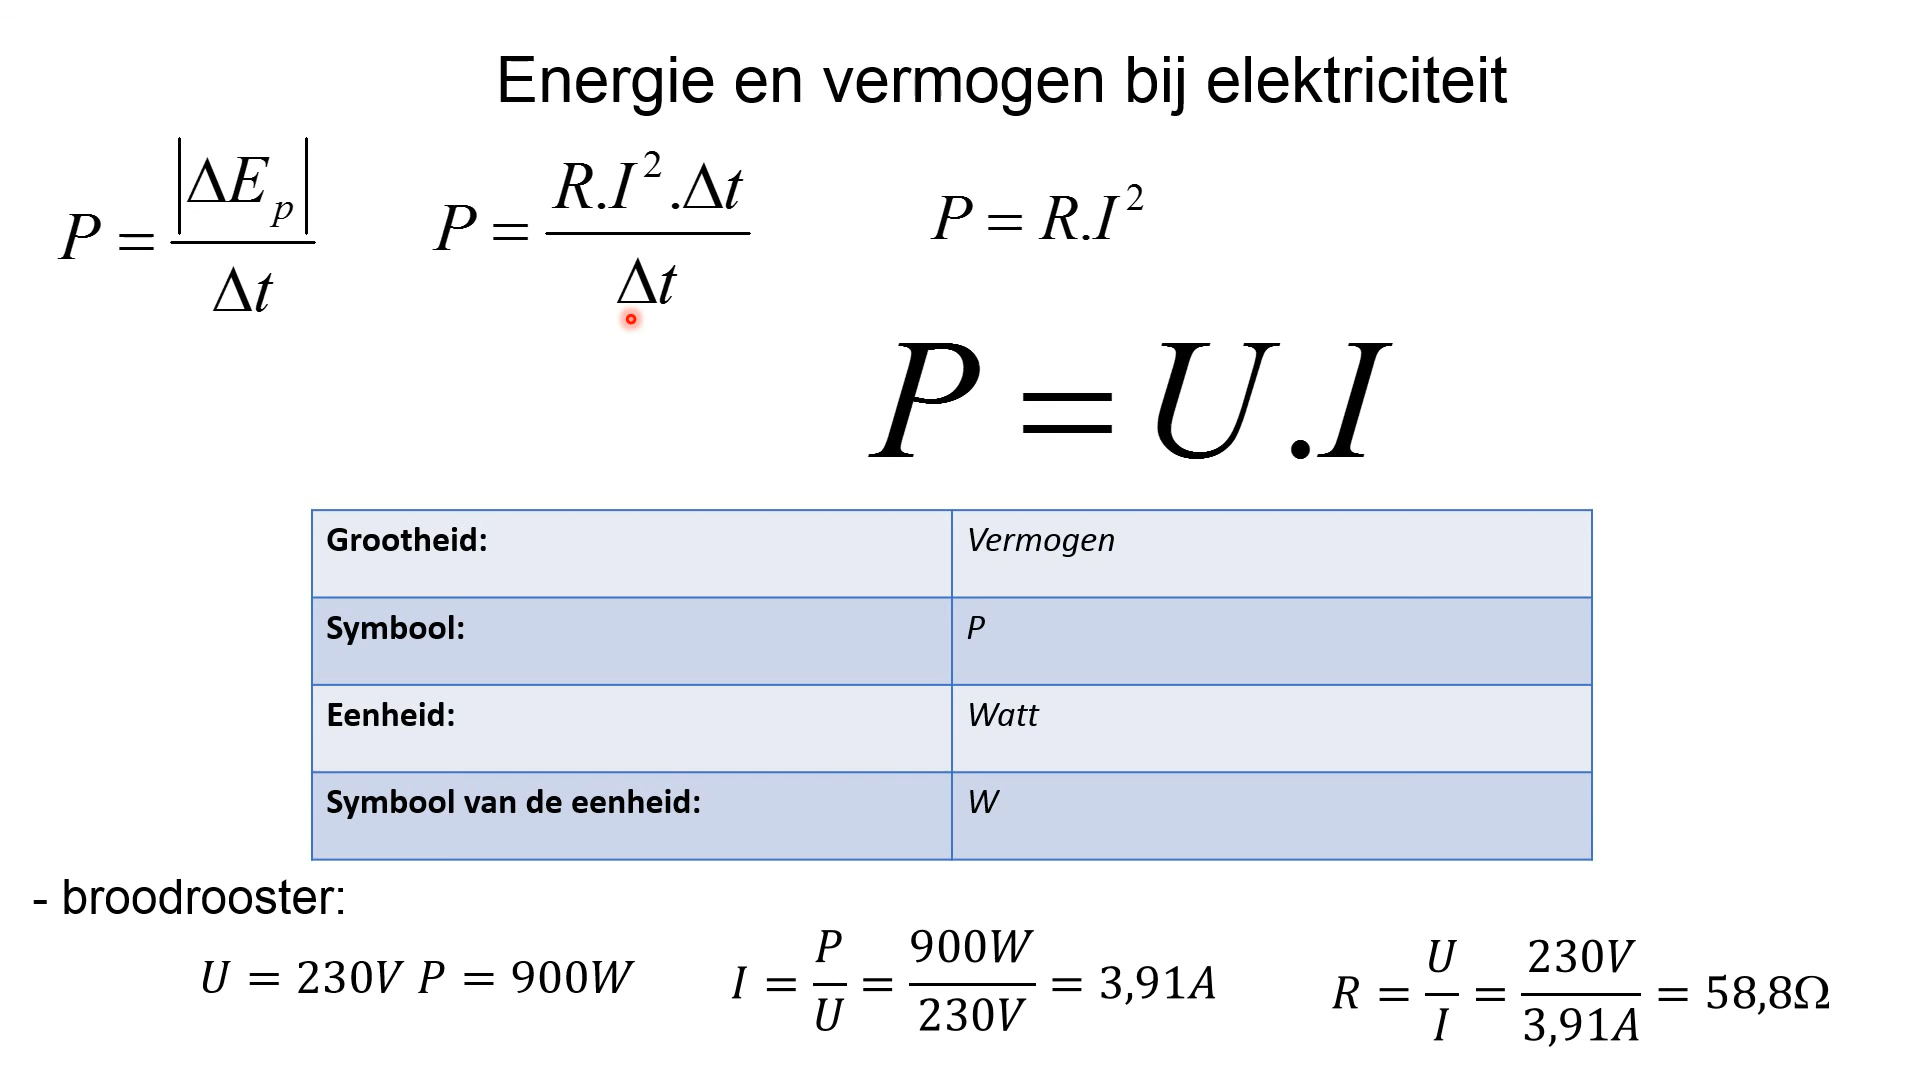 Energie en vermogen bij elektriciteit
P = |ΔE_p| / Δt
P = R.I².Δt / Δt
P = R.I²
P = U.I
Grootheid: Vermogen
Symbool: P
Eenheid: Watt
Symbool van de eenheid: W
- broodrooster:
U = 230V P = 900W
I = P/U = 900W/230V = 3,91A
R = U/I = 230V/3,91A = 58,8Ω